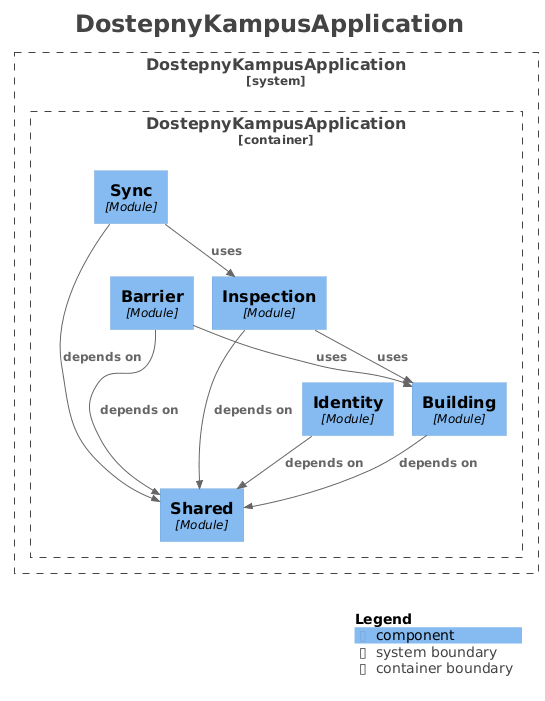 DostepnyKampusApplication
DostepnyKampusApplication
[system]
DostepnyKampusApplication
[container]
Sync
[Module]
uses
Barrier
[Module]
Inspection
[Module]
depends on
uses
uses
Identity
[Module]
Building
[Module]
depends on
depends on
depends on
depends on
Shared
[Module]
Legend
component
system boundary
container boundary